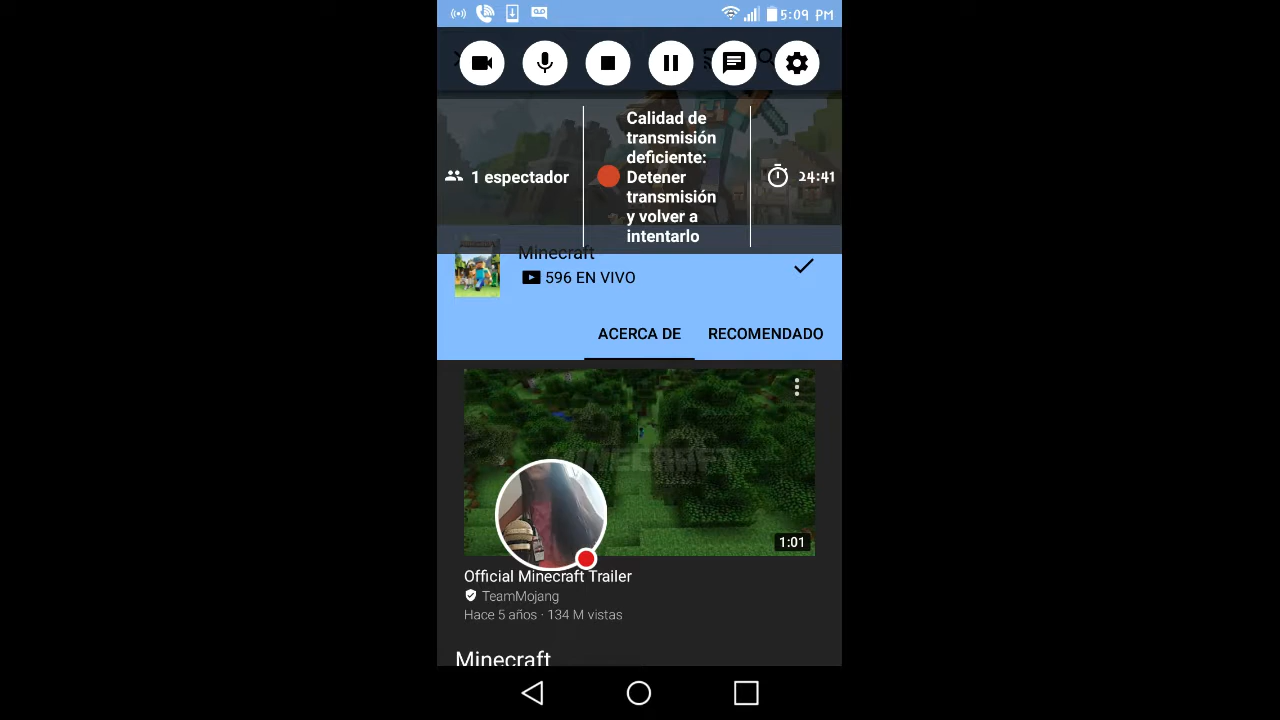 5:09 PM
1 espectador
Calidad de
transmisión
deficiente:
Detener
transmisión
y volver a
intentarlo
24:41
Minecraft
596 EN VIVO
ACERCA DE
RECOMENDADO
MINECRAFT
1:01
Official Minecraft Trailer
TeamMojang
Hace 5 años · 134 M vistas
Minecraft